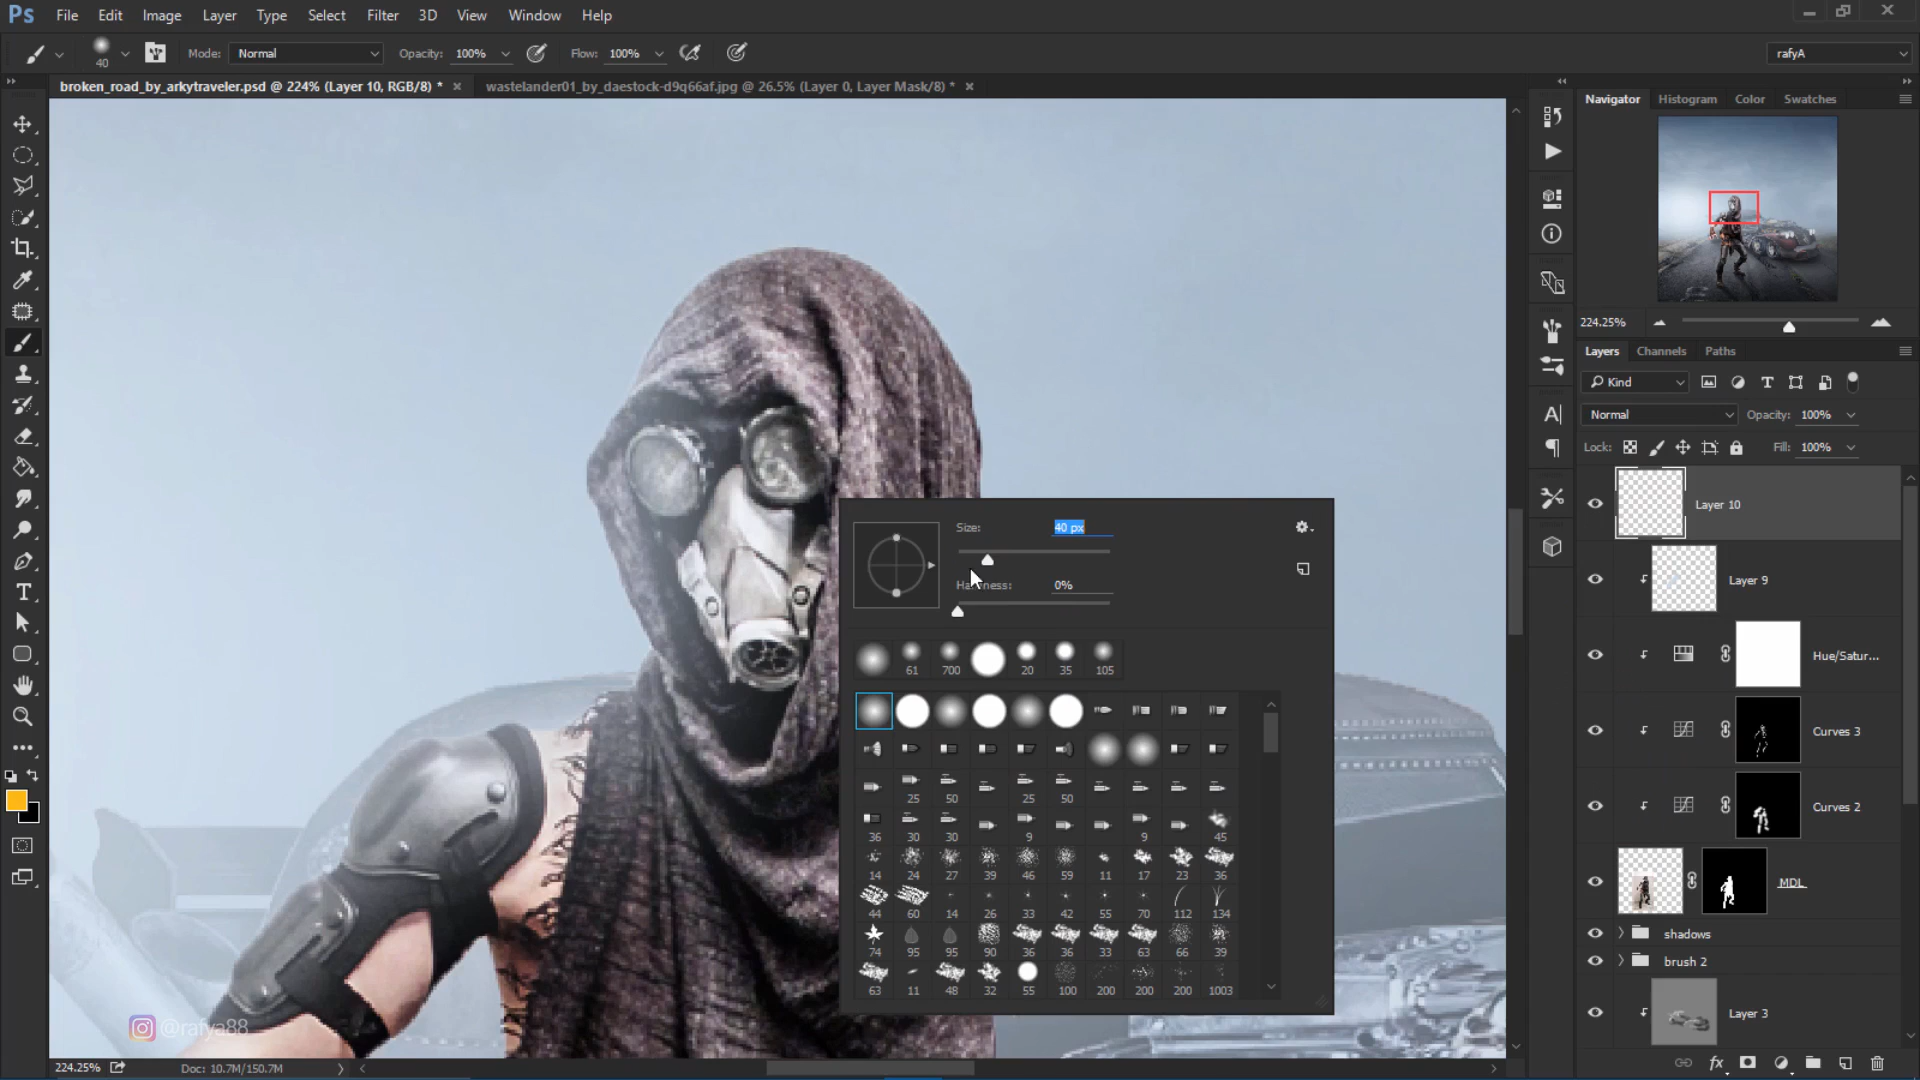 Ps File Edit Image Layer Type Select Filter 3D View Window Help
40 Mode: Normal Opacity: 100% Flow: 100% rafyA
broken_road_by_arkytraveler.psd @ 224% (Layer 10, RGB/8) * wastelander01_by_daestock-d9q66af.jpg @ 26.5% (Layer 0, Layer Mask/8) *
Navigator Histogram Color Swatches
224.25%
Layers Channels Paths
Kind
Normal Opacity: 100%
Lock: Fill: 100%
Layer 10
Layer 9
Hue/Satur...
Curves 3
Curves 2
MDL
shadows
brush 2
Layer 3
Size: 40 px
Hardness: 0%
61 700 20 35 105
25 50 25 50
36 30 30 9 9 45
14 24 27 39 46 59 11 17 23 36
44 60 14 26 33 42 55 70 112 134
74 95 95 90 36 36 33 63 66 39
63 11 48 32 55 100 200 200 200 1003
@rafya88
224.25% Doc: 10.7M/150.7M